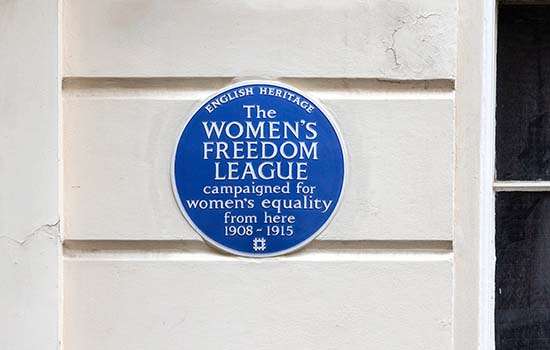 ENGLISH HERITAGE
The
WOMEN'S
FREEDOM
LEAGUE
campaigned for
women's equality
from here
1908 ~ 1915